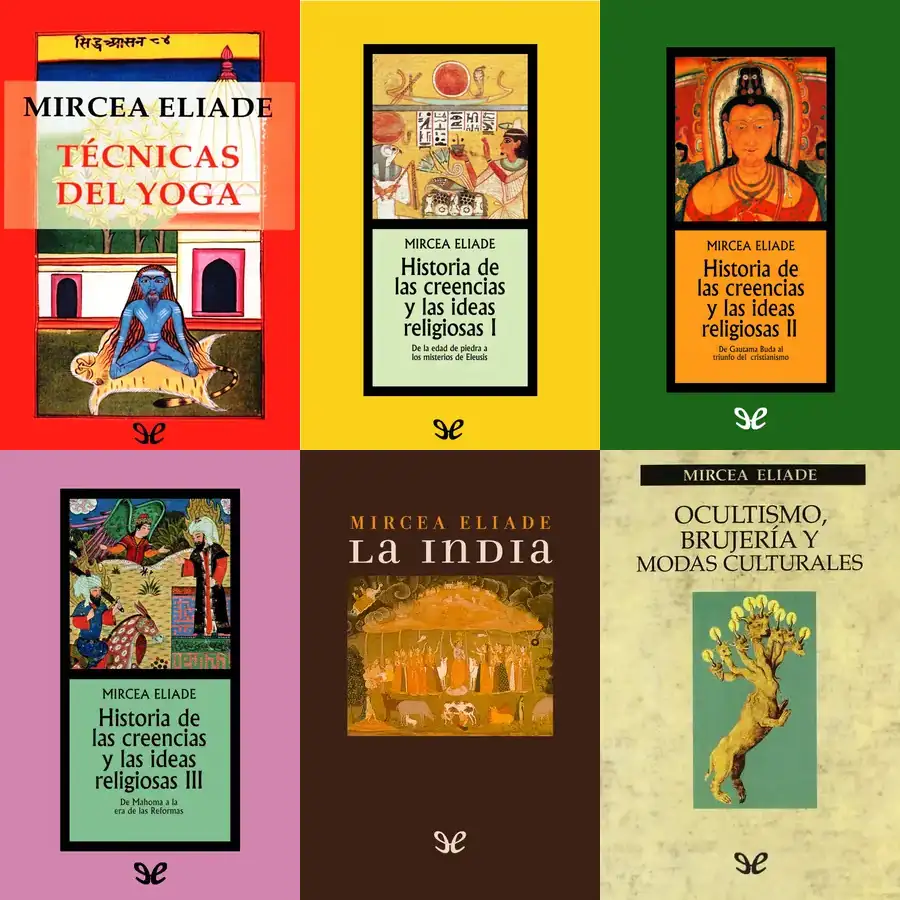 सिद्धआसन ८४
MIRCEA ELIADE
TÉCNICAS
DEL YOGA
MIRCEA ELIADE
Historia de
las creencias
y las ideas
religiosas I
De la edad de piedra a
los misterios de Eleusis
MIRCEA ELIADE
Historia de
las creencias
y las ideas
religiosas II
De Gautama Buda al
triunfo del cristianismo
MIRCEA ELIADE
Historia de
las creencias
y las ideas
religiosas III
De Mahoma a la
era de las Reformas
MIRCEA ELIADE
LA INDIA
MIRCEA ELIADE
OCULTISMO,
BRUJERÍA Y
MODAS CULTURALES